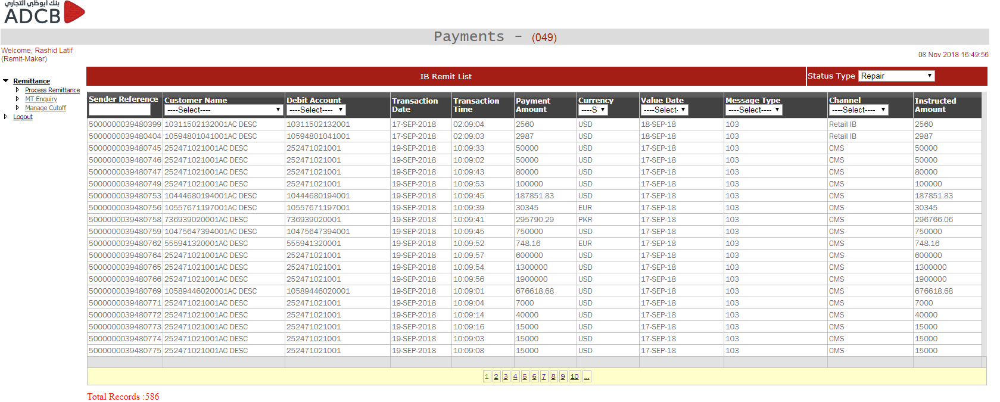 بنك أبوظبي التجاري
ADCB
Payments - (049)
Welcome, Rashid Latif
(Remit-Maker)
08 Nov 2018 16:49:56
Remittance
Process Remittance
MT Enquiry
Manage Cutoff
Logout
IB Remit List
Status Type Repair
Sender Reference Customer Name ----Select---- Debit Account ----Select---- Transaction Date Transaction Time Payment Amount Currency ----S Value Date ----Select- Message Type ----Select---- Channel ----Select---- Instructed Amount
5000000039480399 10311502132001AC DESC 10311502132001 17-SEP-2018 02:09:04 2560 USD 18-SEP-18 103 Retail IB 2560
5000000039480404 10594801041001AC DESC 10594801041001 17-SEP-2018 02:09:03 2987 USD 18-SEP-18 103 Retail IB 2987
5000000039480745 252471021001AC DESC 252471021001 19-SEP-2018 10:09:33 50000 USD 17-SEP-18 103 CMS 50000
5000000039480746 252471021001AC DESC 252471021001 19-SEP-2018 10:09:02 50000 USD 17-SEP-18 103 CMS 50000
5000000039480747 252471021001AC DESC 252471021001 19-SEP-2018 10:09:43 80000 USD 17-SEP-18 103 CMS 80000
5000000039480749 252471021001AC DESC 252471021001 19-SEP-2018 10:09:53 100000 USD 17-SEP-18 103 CMS 100000
5000000039480753 10444680194001AC DESC 10444680194001 19-SEP-2018 10:09:45 187851.83 USD 17-SEP-18 103 CMS 187851.83
5000000039480756 10557671197001AC DESC 10557671197001 19-SEP-2018 10:09:39 30345 EUR 17-SEP-18 103 CMS 30345
5000000039480758 736939020001AC DESC 736939020001 19-SEP-2018 10:09:41 295790.29 PKR 17-SEP-18 103 CMS 296766.06
5000000039480759 10475647394001AC DESC 10475647394001 19-SEP-2018 10:09:45 750000 USD 17-SEP-18 103 CMS 750000
5000000039480762 555941320001AC DESC 555941320001 19-SEP-2018 10:09:52 748.16 EUR 17-SEP-18 103 CMS 748.16
5000000039480764 252471021001AC DESC 252471021001 19-SEP-2018 10:09:57 600000 USD 17-SEP-18 103 CMS 600000
5000000039480765 252471021001AC DESC 252471021001 19-SEP-2018 10:09:54 1300000 USD 17-SEP-18 103 CMS 1300000
5000000039480766 252471021001AC DESC 252471021001 19-SEP-2018 10:09:56 1900000 USD 17-SEP-18 103 CMS 1900000
5000000039480769 10589446020001AC DESC 10589446020001 19-SEP-2018 10:09:01 676618.68 USD 17-SEP-18 103 CMS 676618.68
5000000039480771 252471021001AC DESC 252471021001 19-SEP-2018 10:09:04 7000 USD 17-SEP-18 103 CMS 7000
5000000039480772 252471021001AC DESC 252471021001 19-SEP-2018 10:09:14 40000 USD 17-SEP-18 103 CMS 40000
5000000039480773 252471021001AC DESC 252471021001 19-SEP-2018 10:09:16 15000 USD 17-SEP-18 103 CMS 15000
5000000039480774 252471021001AC DESC 252471021001 19-SEP-2018 10:09:03 15000 USD 17-SEP-18 103 CMS 15000
5000000039480775 252471021001AC DESC 252471021001 19-SEP-2018 10:09:08 15000 USD 17-SEP-18 103 CMS 15000
1 2 3 4 5 6 7 8 9 10 ...
Total Records :586